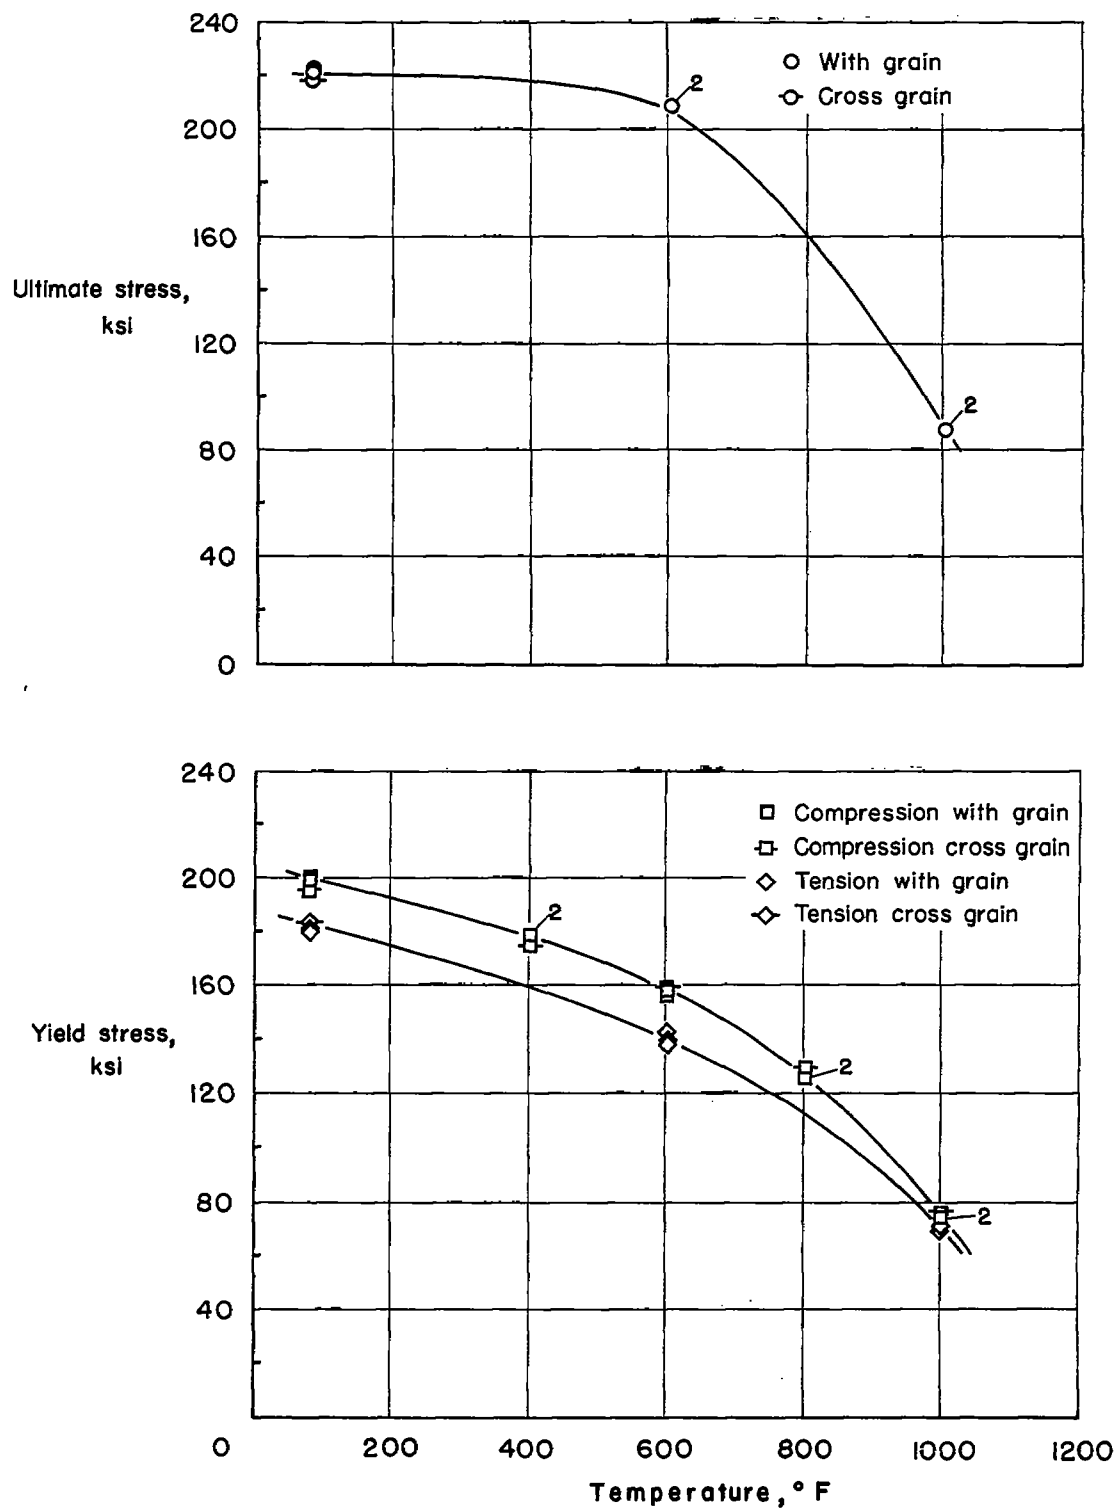 240
200
160
120
80
40
0
Ultimate stress,
ksi
With grain
Cross grain
2
2
240
200
160
120
80
40
0
Yield stress,
ksi
Compression with grain
Compression cross grain
Tension with grain
Tension cross grain
2
2
2
200 400 600 800 1000 1200
Temperature, ° F